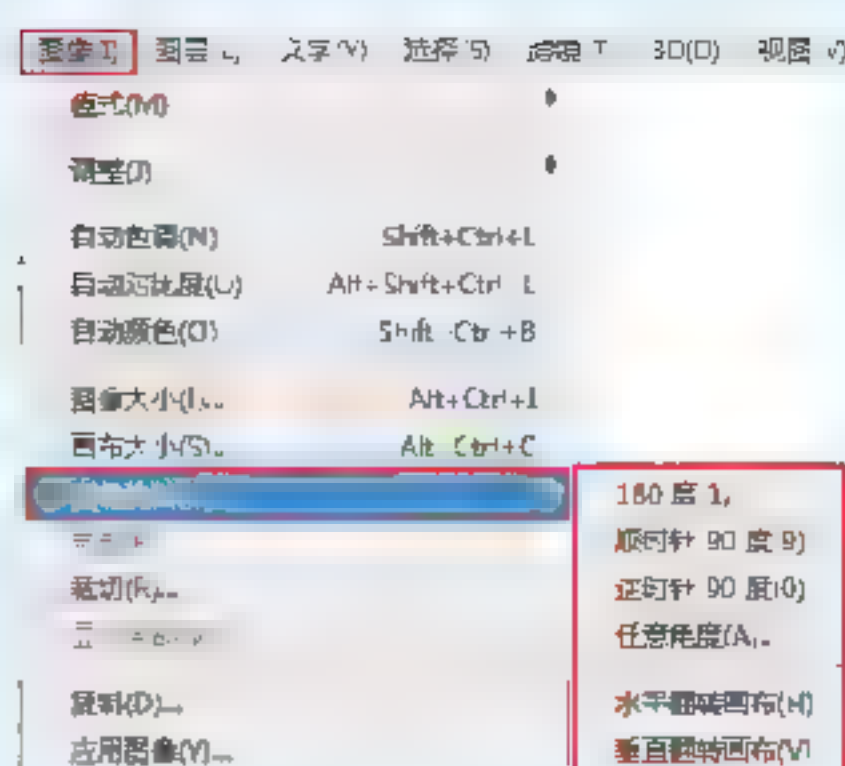 图像 图层 文字(Y) 选择(S) 3D(D) 视图
模式(M)
调整(J)
自动色调(N) Shift+Ctrl+L
自动对比度(U) Alt+Shift+Ctrl+L
自动颜色(O) Shift+Ctrl+B
图像大小(I)... Alt+Ctrl+I
画布大小(S)... Alt+Ctrl+C
180 度
顺时针 90 度(9)
逆时针 90 度(0)
裁切(R)...
任意角度(A)...
复制(D)...
水平翻转画布(H)
应用图像(Y)...
垂直翻转画布(V)